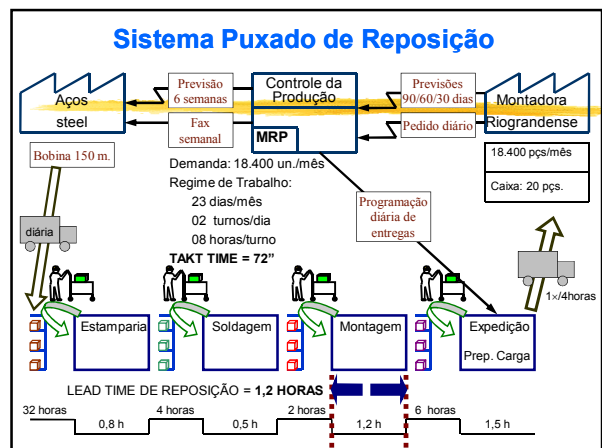 Sistema Puxado de Reposição
Aços
steel
Previsão
6 semanas
Fax
semanal
Controle da
Produção
MRP
Previsões
90/60/30 dias
Pedido diário
Montadora
Riograndense
Bobina 150 m.
Demanda: 18.400 un./mês
Regime de Trabalho:
23 dias/mês
02 turnos/dia
08 horas/turno
TAKT TIME = 72”
18.400 pçs/mês
Caixa: 20 pçs.
Programação
diária de
entregas
diária
1×/4horas
Estamparia
Soldagem
Montagem
Expedição
Prep. Carga
LEAD TIME DE REPOSIÇÃO = 1,2 HORAS
32 horas
0,8 h
4 horas
0,5 h
2 horas
1,2 h
6 horas
1,5 h